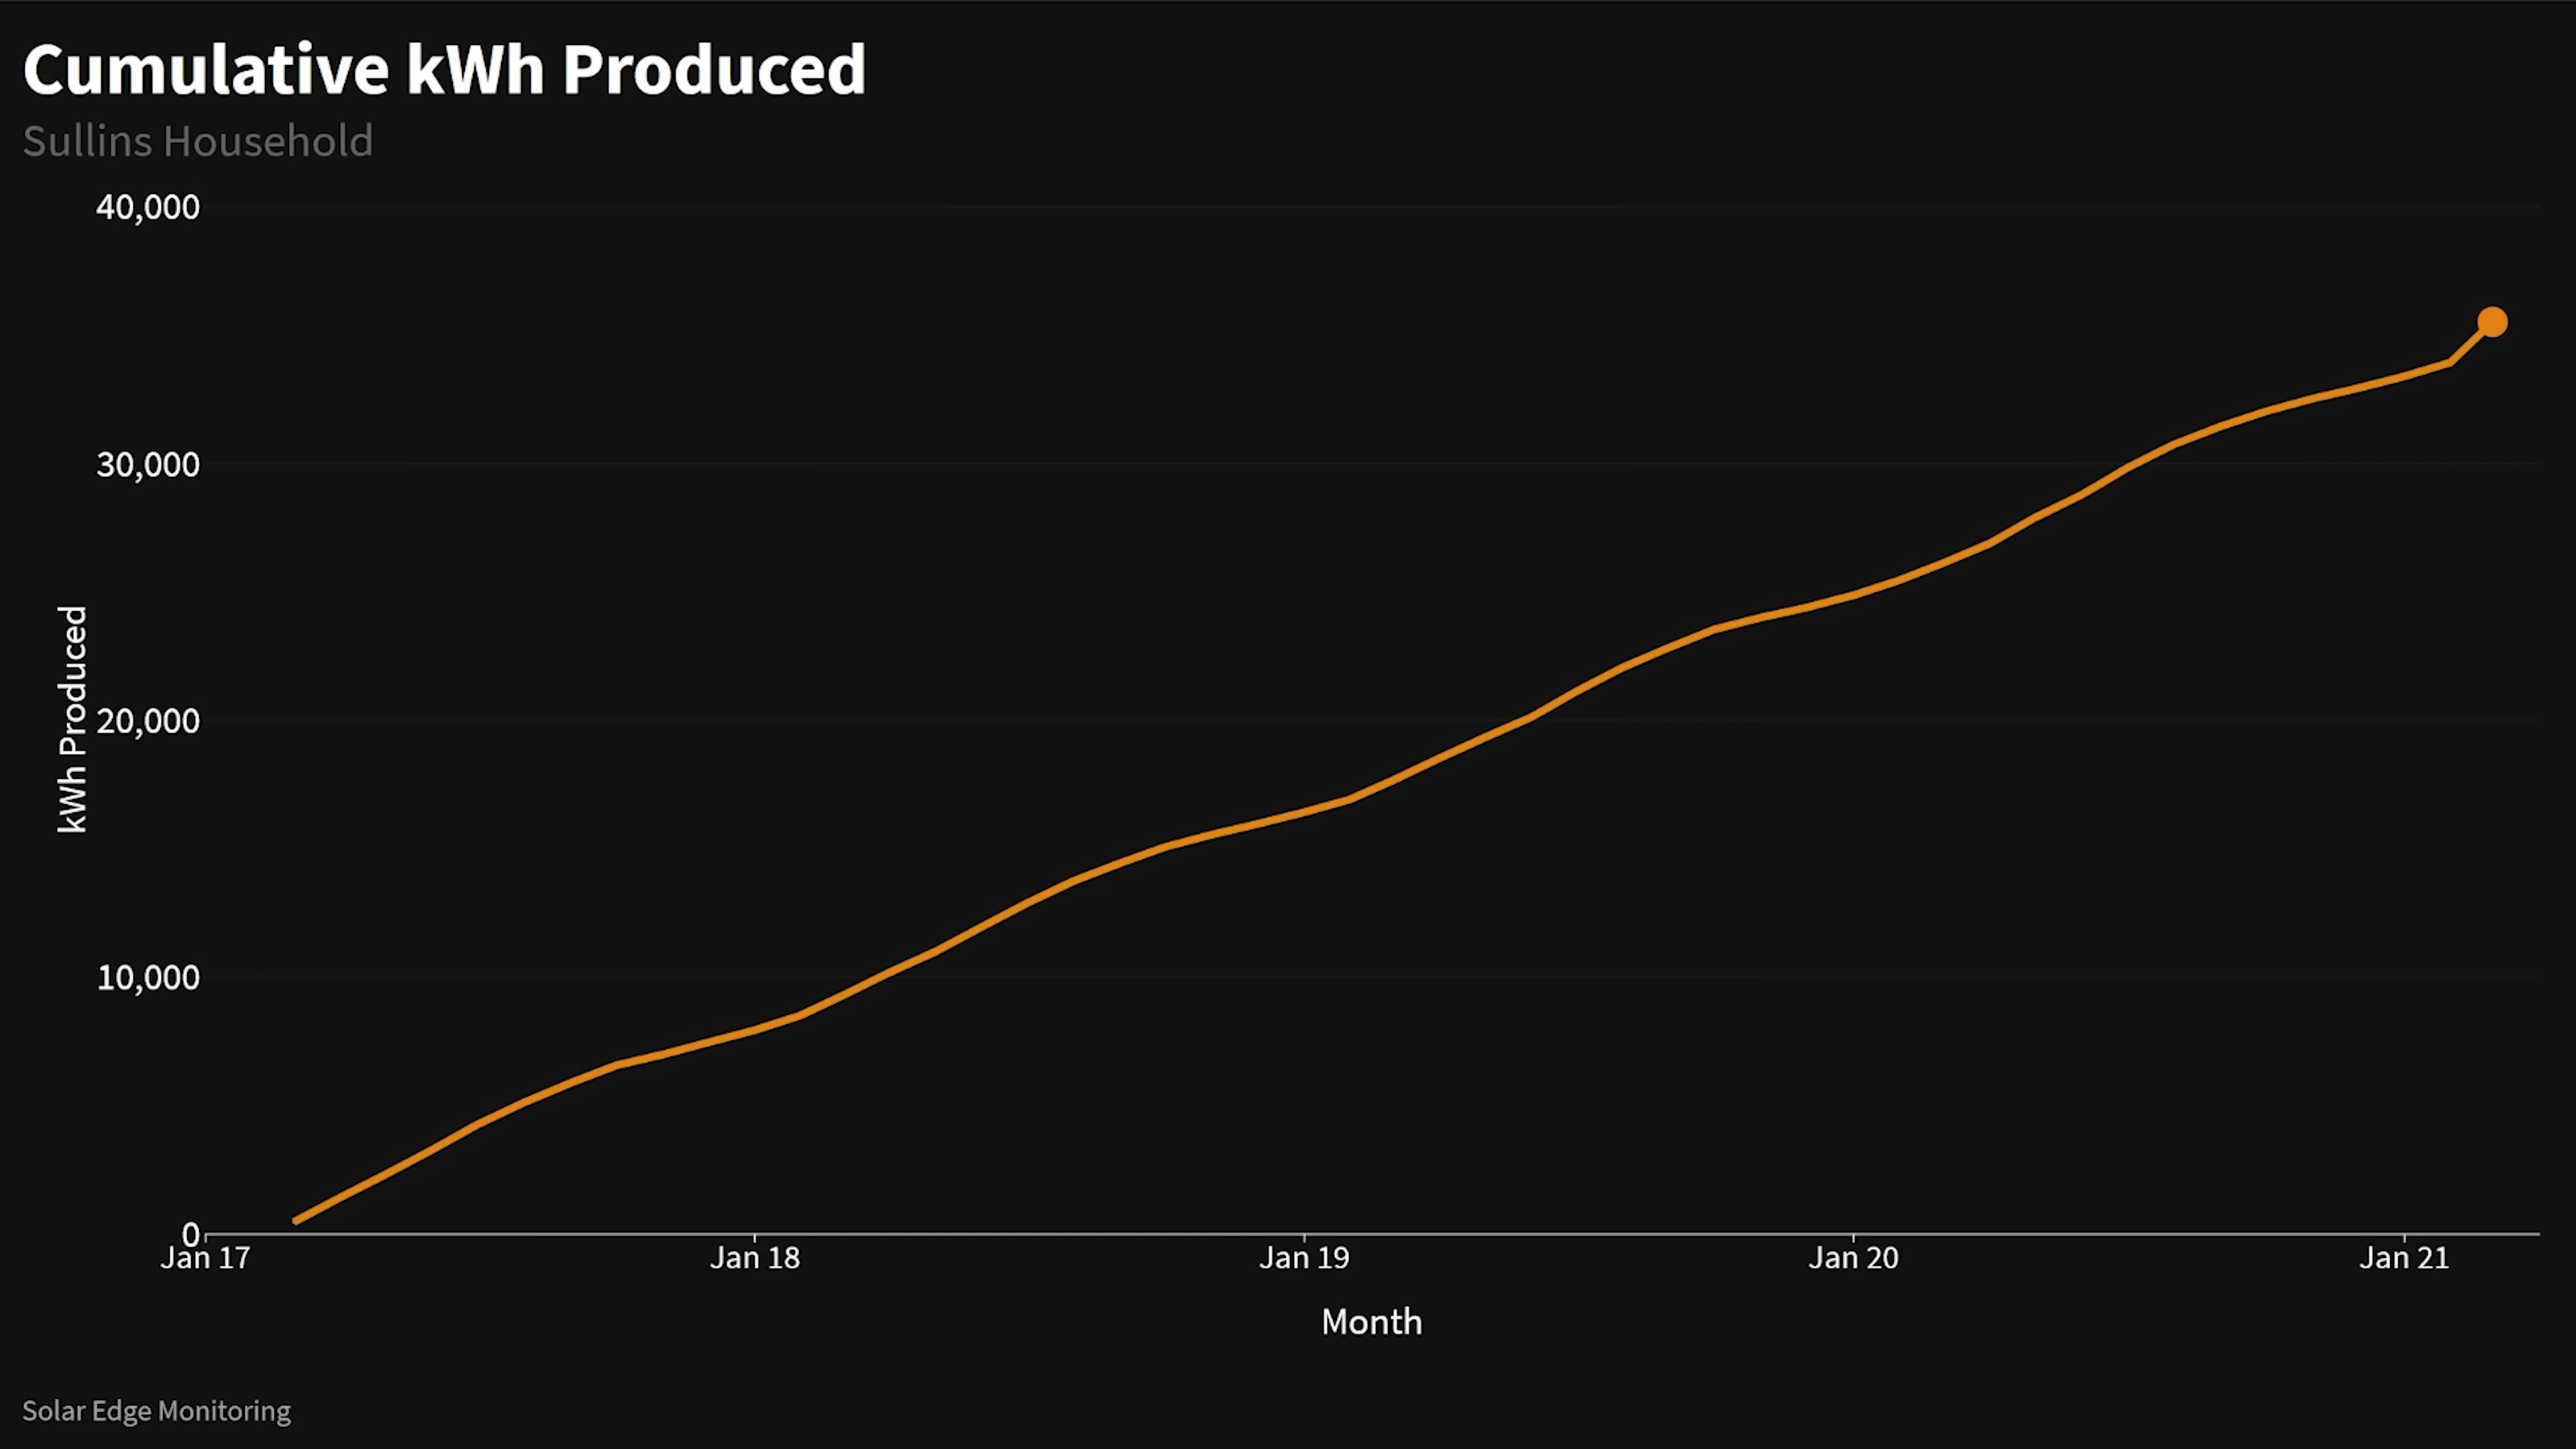 Cumulative kWh Produced
Sullins Household
40,000
30,000
20,000
10,000
0
kWh Produced
Jan 17
Jan 18
Jan 19
Jan 20
Jan 21
Month
Solar Edge Monitoring